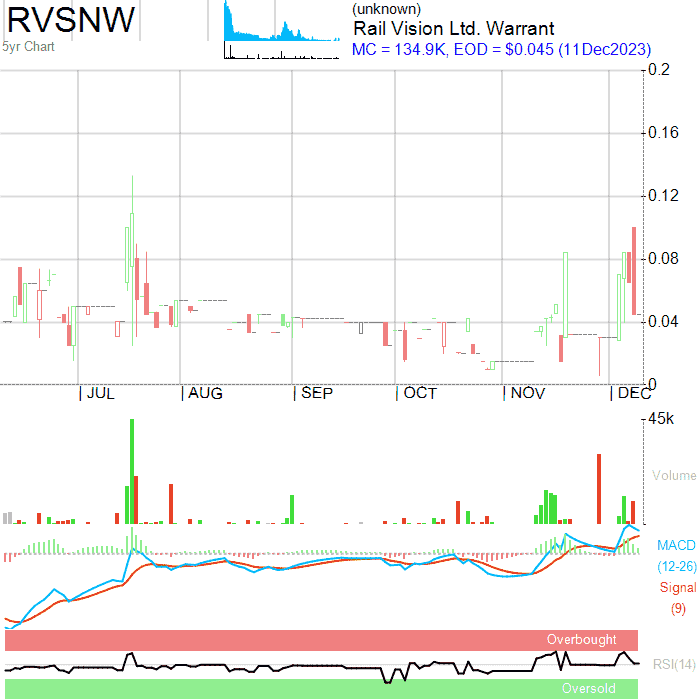 RVSNW
5yr Chart
(unknown)
Rail Vision Ltd. Warrant
MC = 134.9K, EOD = $0.045 (11Dec2023)
0.2
0.16
0.12
0.08
0.04
0
JUL AUG SEP OCT NOV DEC
45k
Volume
MACD
(12-26)
Signal
(9)
Overbought
RSI(14)
Oversold